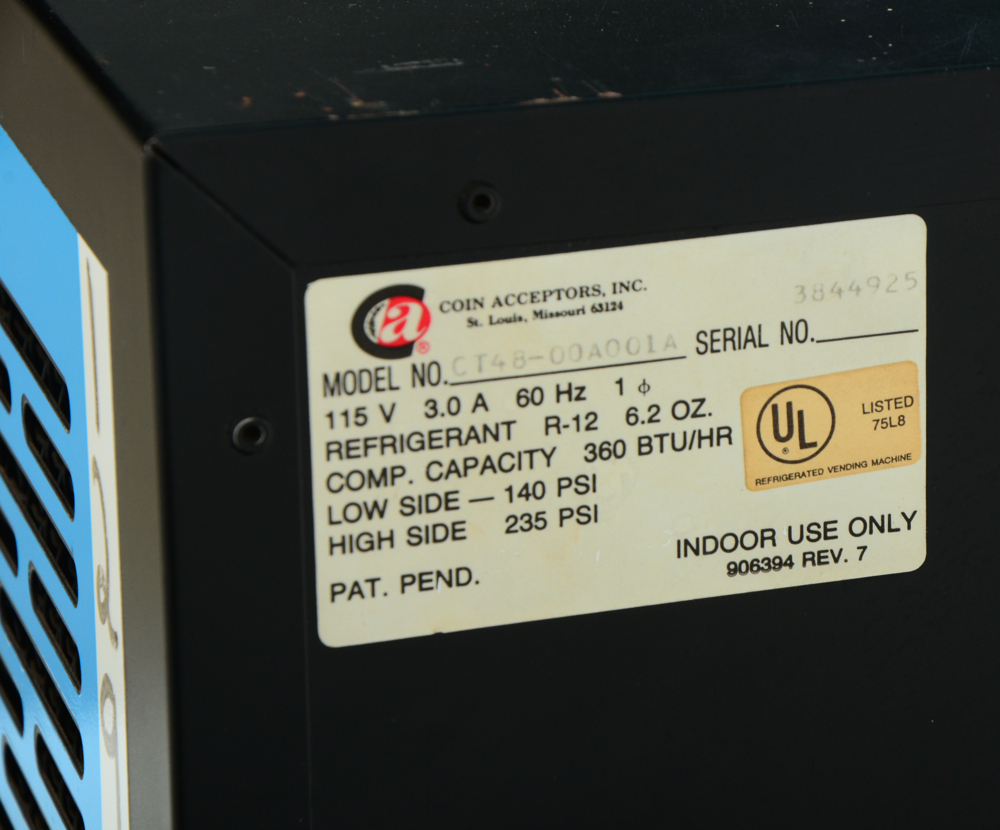 a
®
COIN ACCEPTORS, INC.
St. Louis, Missouri 63124
3844925
MODEL NO. CT48-00A001A SERIAL NO.
115 V 3.0 A 60 Hz 1 ϕ
REFRIGERANT R-12 6.2 OZ.
COMP. CAPACITY 360 BTU/HR
LOW SIDE — 140 PSI
HIGH SIDE 235 PSI
PAT. PEND.
UL
®
LISTED
75L8
REFRIGERATED VENDING MACHINE
INDOOR USE ONLY
906394 REV. 7